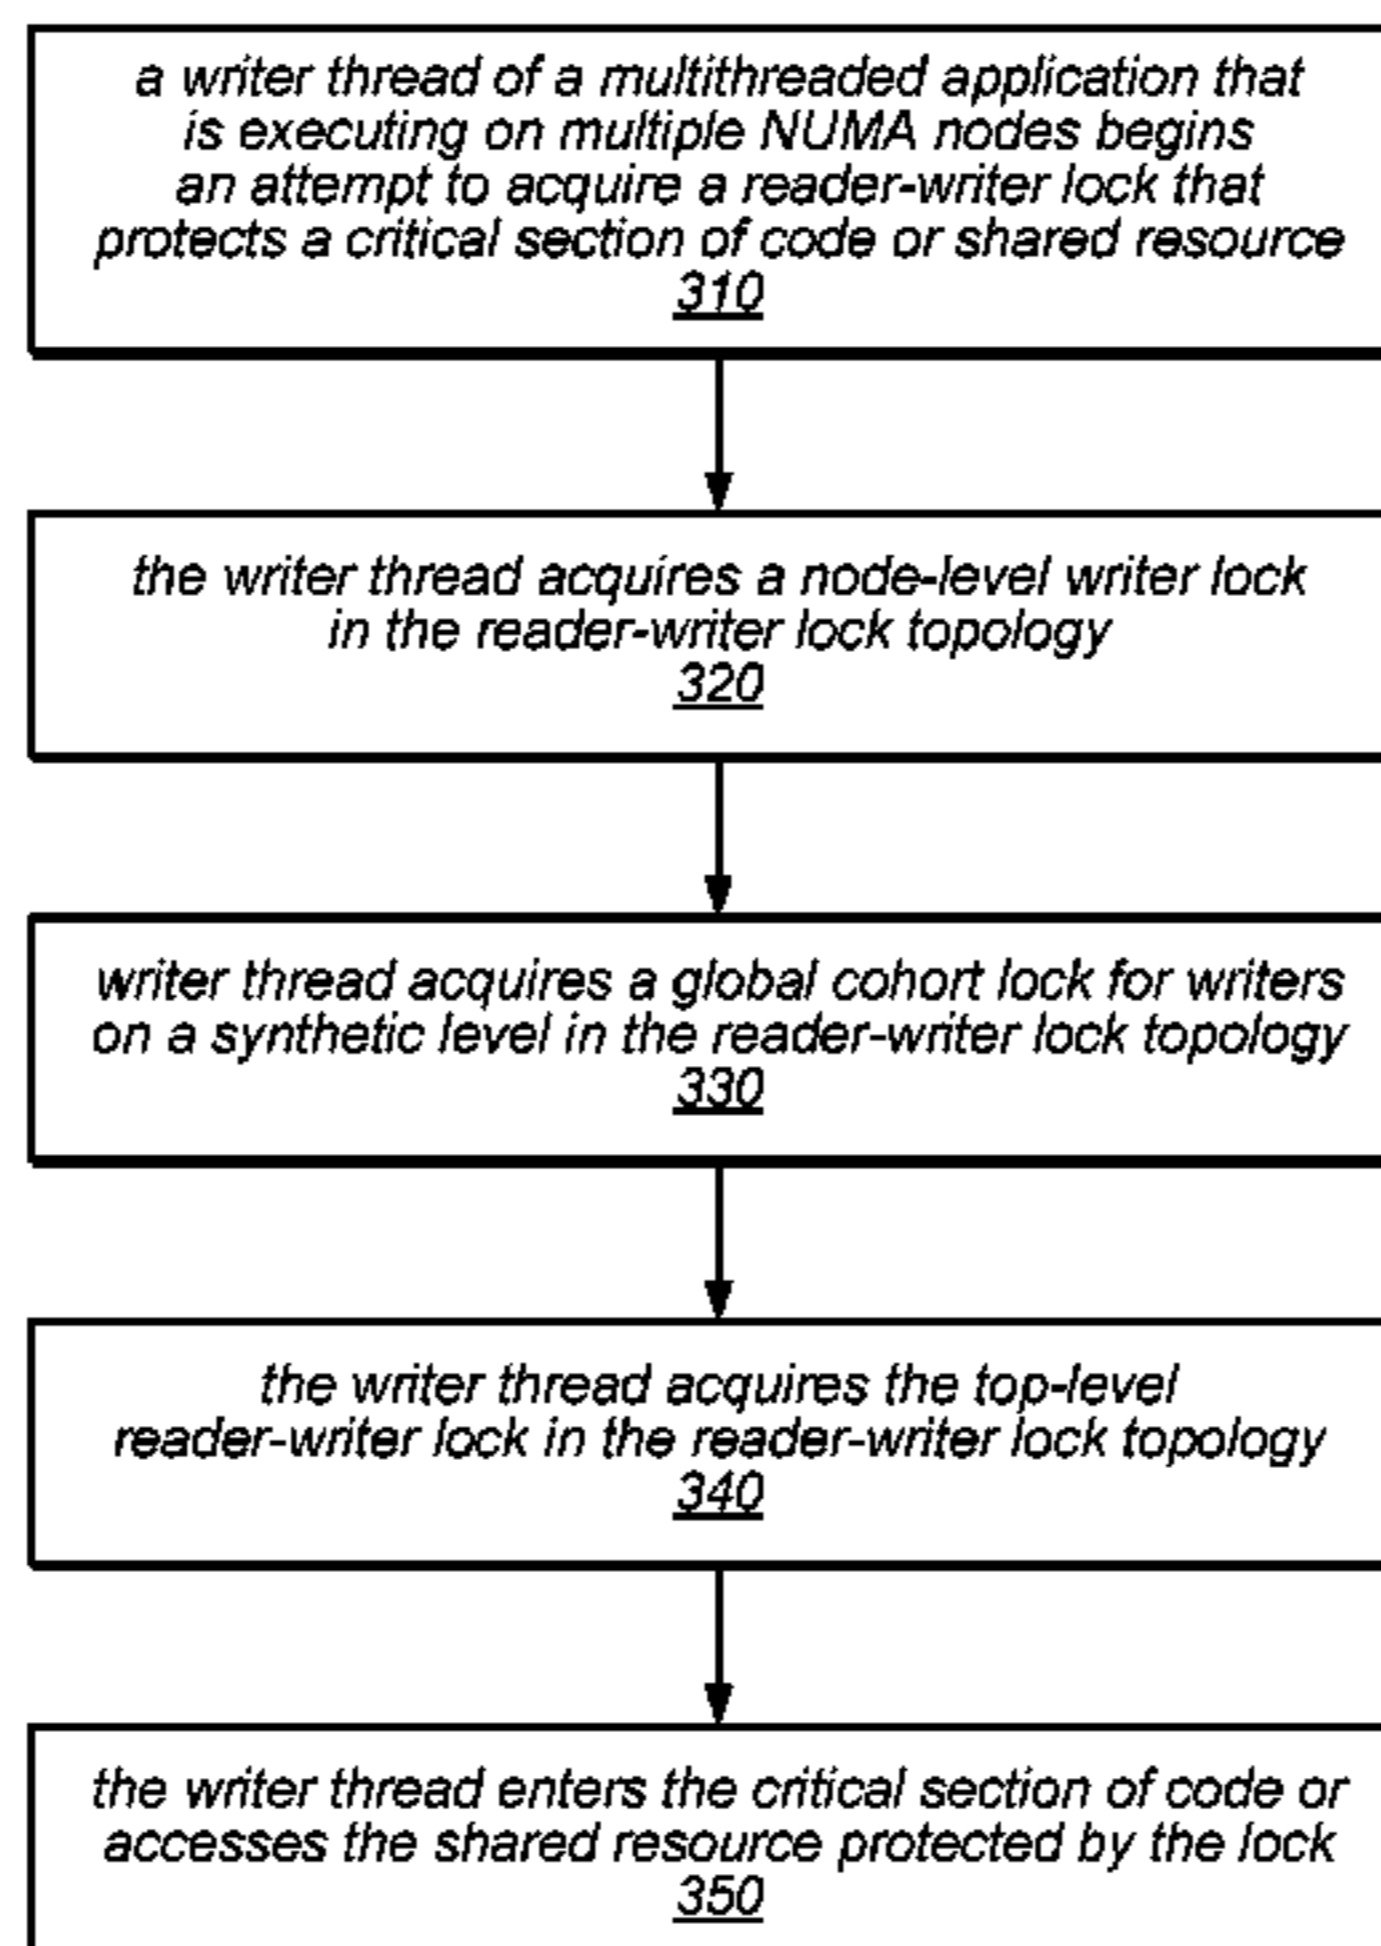 a writer thread of a multithreaded application that
is executing on multiple NUMA nodes begins
an attempt to acquire a reader-writer lock that
protects a critical section of code or shared resource
310
the writer thread acquires a node-level writer lock
in the reader-writer lock topology
320
writer thread acquires a global cohort lock for writers
on a synthetic level in the reader-writer lock topology
330
the writer thread acquires the top-level
reader-writer lock in the reader-writer lock topology
340
the writer thread enters the critical section of code or
accesses the shared resource protected by the lock
350